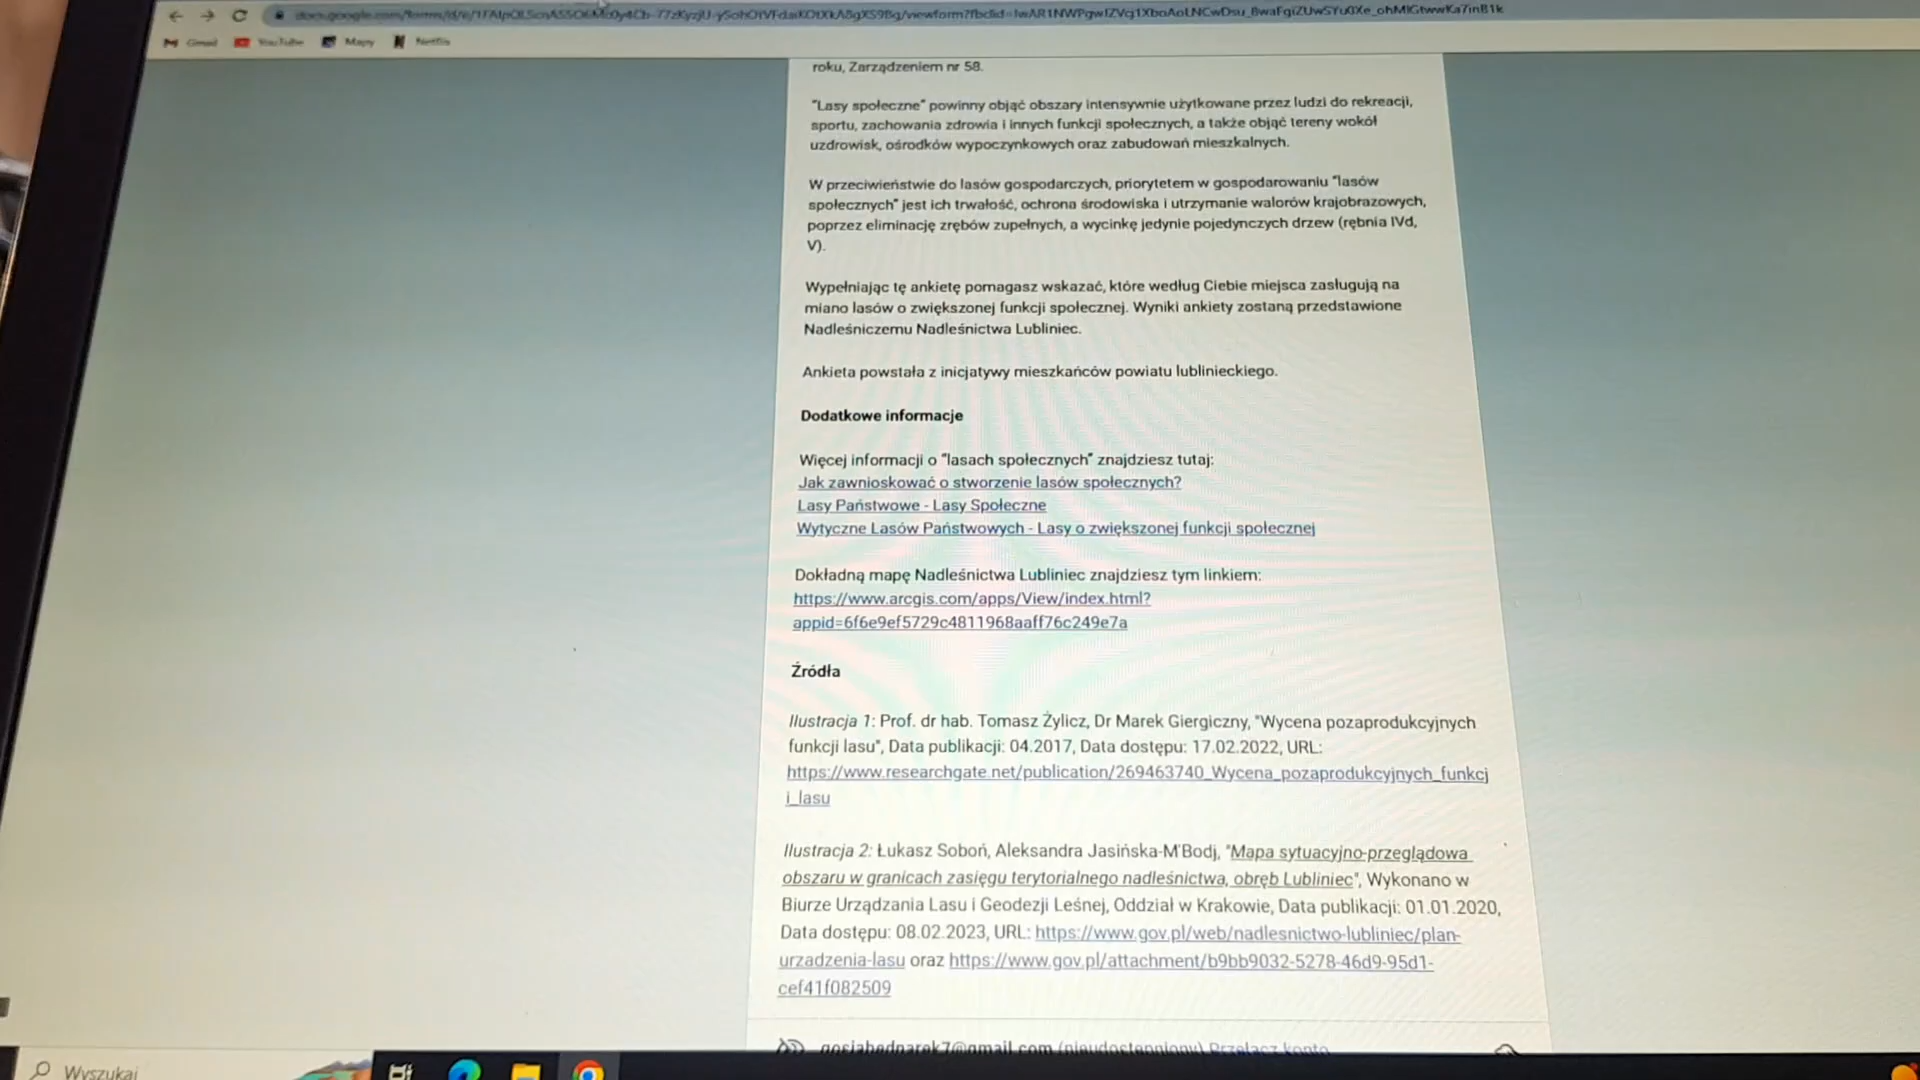 Gmail YouTube Mapy Netflix
roku, Zarządzeniem nr 58.
"Lasy społeczne" powinny objąć obszary intensywnie użytkowane przez ludzi do rekreacji,
sportu, zachowania zdrowia i innych funkcji społecznych, a także objąć tereny wokół
uzdrowisk, ośrodków wypoczynkowych oraz zabudowań mieszkalnych.
W przeciwieństwie do lasów gospodarczych, priorytetem w gospodarowaniu "lasów
społecznych" jest ich trwałość, ochrona środowiska i utrzymanie walorów krajobrazowych,
poprzez eliminację zrębów zupełnych, a wycinkę jedynie pojedynczych drzew (rębnia IVd,
V).
Wypełniając tę ankietę pomagasz wskazać, które według Ciebie miejsca zasługują na
miano lasów o zwiększonej funkcji społecznej. Wyniki ankiety zostaną przedstawione
Nadleśniczemu Nadleśnictwa Lubliniec.
Ankieta powstała z inicjatywy mieszkańców powiatu lublinieckiego.
Dodatkowe informacje
Więcej informacji o "lasach społecznych" znajdziesz tutaj:
Jak zawnioskować o stworzenie lasów społecznych?
Lasy Państwowe - Lasy Społeczne
Wytyczne Lasów Państwowych - Lasy o zwiększonej funkcji społecznej
Dokładną mapę Nadleśnictwa Lubliniec znajdziesz tym linkiem:
https://www.arcgis.com/apps/View/index.html?
appid=6f6e9ef5729c4811968aaff76c249e7a
Źródła
Ilustracja 1: Prof. dr hab. Tomasz Żylicz, Dr Marek Giergiczny, "Wycena pozaprodukcyjnych
funkcji lasu", Data publikacji: 04.2017, Data dostępu: 17.02.2022, URL:
https://www.researchgate.net/publication/269463740_Wycena_pozaprodukcyjnych_funkcj
i_lasu
Ilustracja 2: Łukasz Soboń, Aleksandra Jasińska-M'Bodj, "Mapa sytuacyjno-przeglądowa
obszaru w granicach zasięgu terytorialnego nadleśnictwa, obręb Lubliniec", Wykonano w
Biurze Urządzania Lasu i Geodezji Leśnej, Oddział w Krakowie, Data publikacji: 01.01.2020,
Data dostępu: 08.02.2023, URL: https://www.gov.pl/web/nadlesnictwo-lubliniec/plan-
urzadzenia-lasu oraz https://www.gov.pl/attachment/b9bb9032-5278-46d9-95d1-
cef41f082509
gosiabednarek7@gmail.com (nieudostępniony) Przełącz konto
Wyszukaj